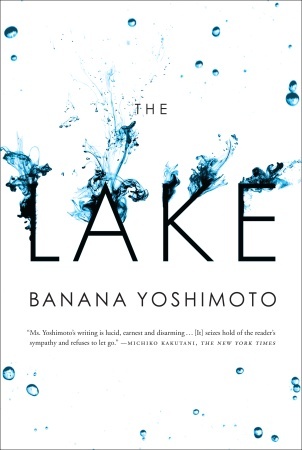 THE
LAKE
BANANA YOSHIMOTO
"Ms. Yoshimoto's writing is lucid, earnest and disarming . . . [It] seizes hold of the reader's
sympathy and refuses to let go." —MICHIKO KAKUTANI, THE NEW YORK TIMES